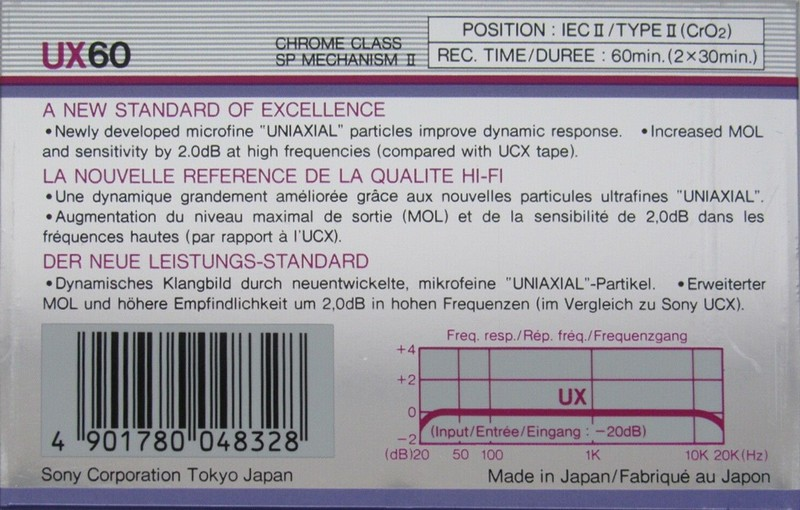 UX60
CHROME CLASS
SP MECHANISM II
POSITION : IEC II / TYPE II (CrO₂)
REC. TIME/DUREE : 60min. (2×30min.)
A NEW STANDARD OF EXCELLENCE
•Newly developed microfine "UNIAXIAL" particles improve dynamic response. •Increased MOL
and sensitivity by 2.0dB at high frequencies (compared with UCX tape).
LA NOUVELLE REFERENCE DE LA QUALITE HI-FI
•Une dynamique grandement améliorée grâce aux nouvelles particules ultrafines "UNIAXIAL".
•Augmentation du niveau maximal de sortie (MOL) et de la sensibilité de 2,0dB dans les
fréquences hautes (par rapport à l'UCX).
DER NEUE LEISTUNGS-STANDARD
•Dynamisches Klangbild durch neuentwickelte, mikrofeine "UNIAXIAL"-Partikel. •Erweiterter
MOL und höhere Empfindlichkeit um 2,0dB in hohen Frequenzen (im Vergleich zu Sony UCX).
4 901780 048328
Freq. resp./Rép. fréq./Frequenzgang
+4
+2
0
−2
UX
(Input/Entrée/Eingang : −20dB)
(dB)20 50 100 1K 10K 20K(Hz)
Sony Corporation Tokyo Japan
Made in Japan/Fabriqué au Japon